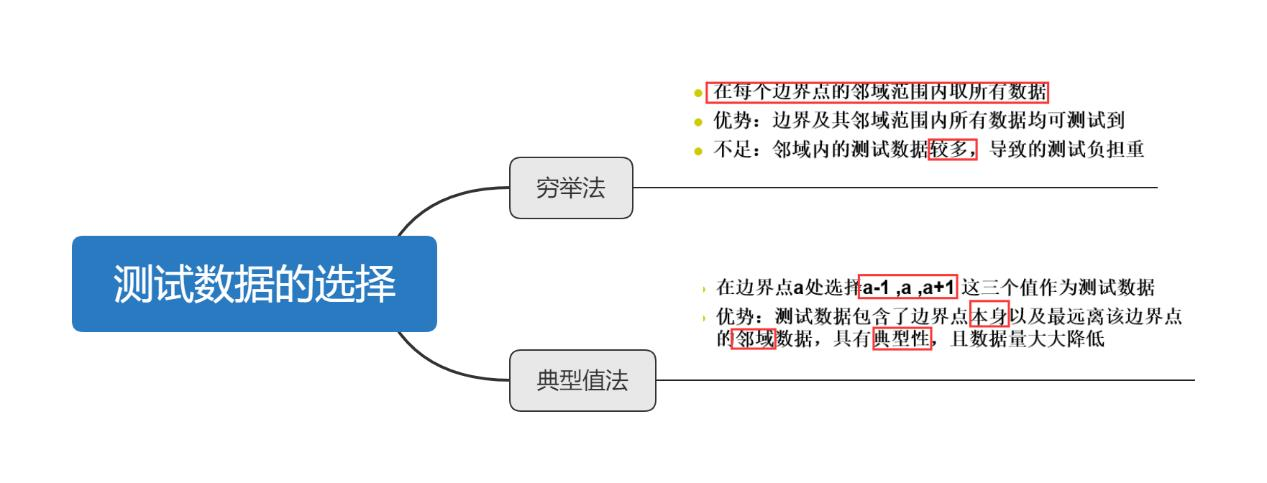 在每个边界点的邻域范围内取所有数据
优势：边界及其邻域范围内所有数据均可测试到
不足：邻域内的测试数据较多，导致的测试负担重
穷举法
测试数据的选择
在边界点a处选择a-1 ,a ,a+1 这三个值作为测试数据
优势：测试数据包含了边界点本身以及最远离该边界点
的邻域数据，具有典型性，且数据量大大降低
典型值法